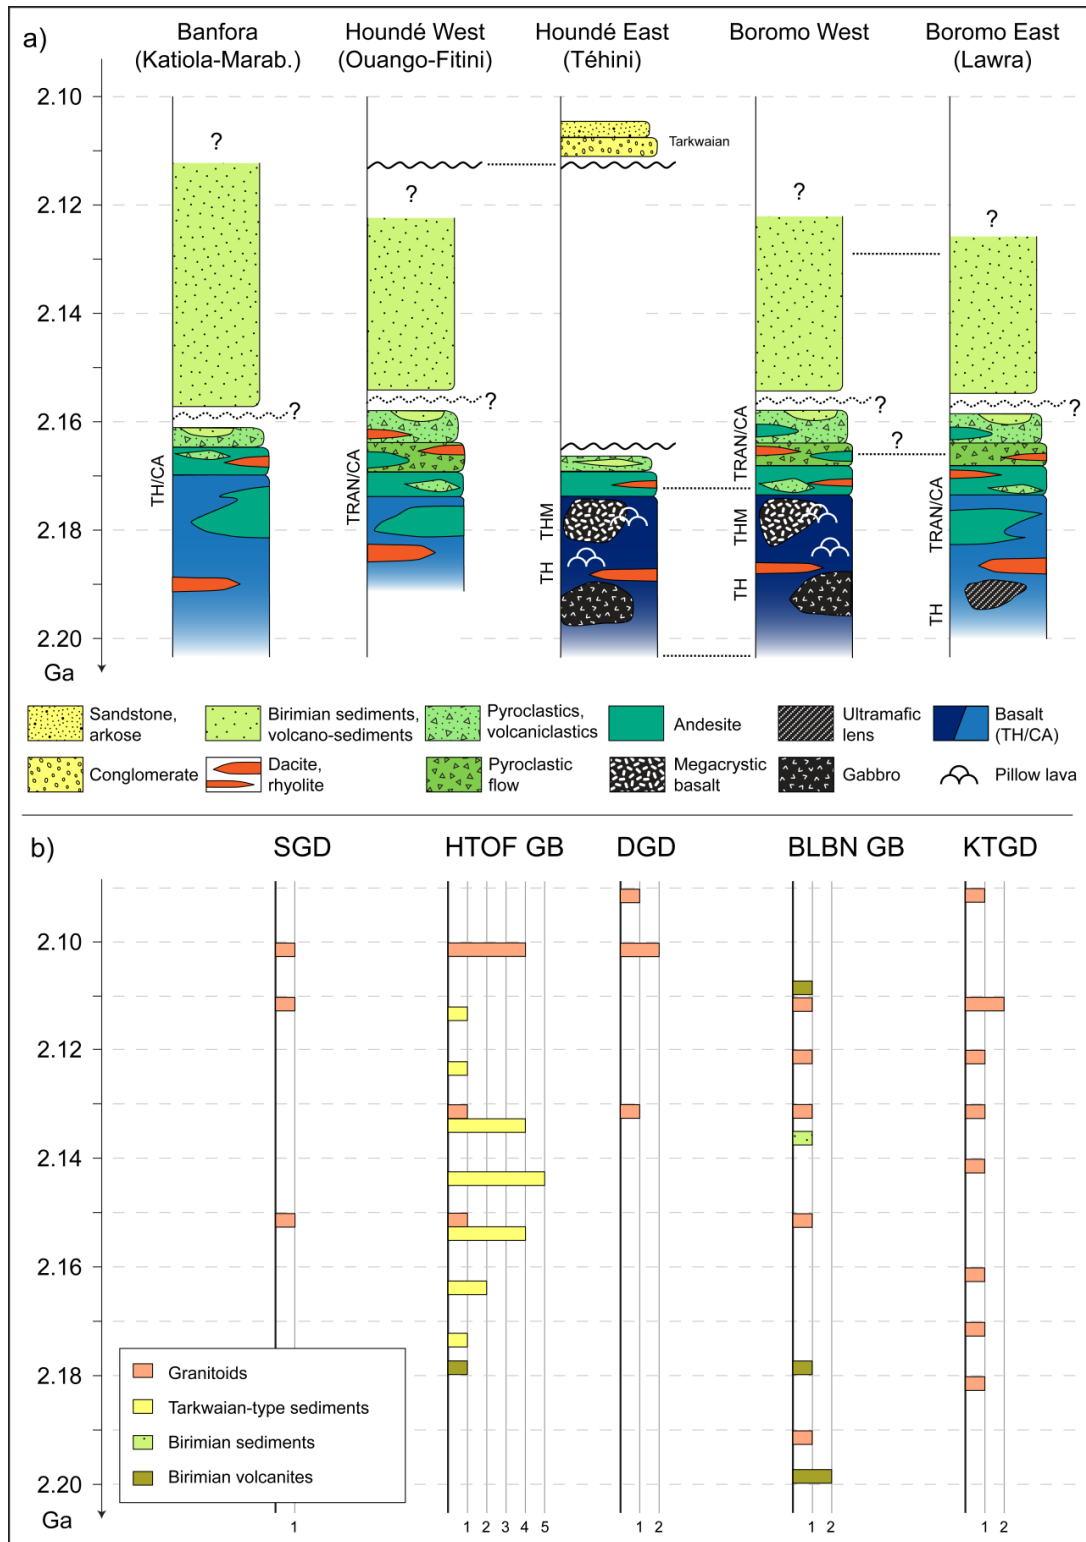 a)
Banfora
(Katiola-Marab.)
Houndé West
(Ouango-Fitini)
Houndé East
(Téhini)
Boromo West
Boromo East
(Lawra)
2.10
2.12
2.14
2.16
2.18
2.20
Ga
?
?
TH/CA
?
?
TRAN/CA
Tarkwaian
THM
TH
?
?
TRAN/CA
THM
TH
?
?
?
TRAN/CA
TH
Sandstone,
arkose
Birimian sediments,
volcano-sediments
Pyroclastics,
volcaniclastics
Andesite
Ultramafic
lens
Basalt
(TH/CA)
Conglomerate
Dacite,
rhyolite
Pyroclastic
flow
Megacrystic
basalt
Gabbro
Pillow lava
b)
SGD
HTOF GB
DGD
BLBN GB
KTGD
2.10
2.12
2.14
2.16
2.18
2.20
Ga
Granitoids
Tarkwaian-type sediments
Birimian sediments
Birimian volcanites
1
1 2 3 4 5
1 2
1 2
1 2